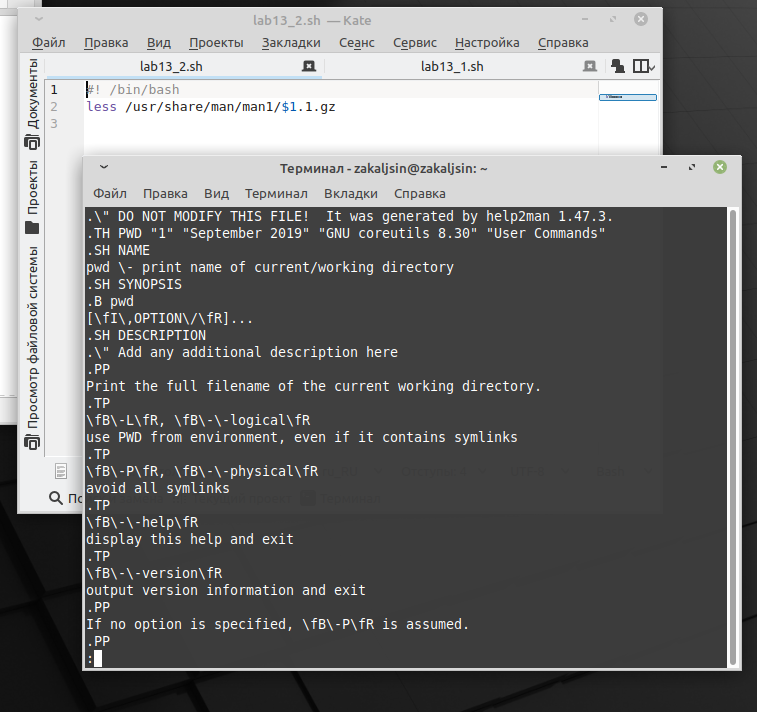 lab13_2.sh — Kate
Файл Правка Вид Проекты Закладки Сеанс Сервис Настройка Справка
lab13_2.sh lab13_1.sh
Документы
Проекты
Просмотр файловой системы
1 #! /bin/bash
2 less /usr/share/man/man1/$1.1.gz
3
Терминал - zakaljsin@zakaljsin: ~
Файл Правка Вид Терминал Вкладки Справка
.\" DO NOT MODIFY THIS FILE!  It was generated by help2man 1.47.3.
.TH PWD "1" "September 2019" "GNU coreutils 8.30" "User Commands"
.SH NAME
pwd \- print name of current/working directory
.SH SYNOPSIS
.B pwd
[\fI\,OPTION\/\fR]...
.SH DESCRIPTION
.\" Add any additional description here
.PP
Print the full filename of the current working directory.
.TP
\fB\-L\fR, \fB\-\-logical\fR
use PWD from environment, even if it contains symlinks
.TP
\fB\-P\fR, \fB\-\-physical\fR
avoid all symlinks
.TP
\fB\-\-help\fR
display this help and exit
.TP
\fB\-\-version\fR
output version information and exit
.PP
If no option is specified, \fB\-P\fR is assumed.
.PP
: